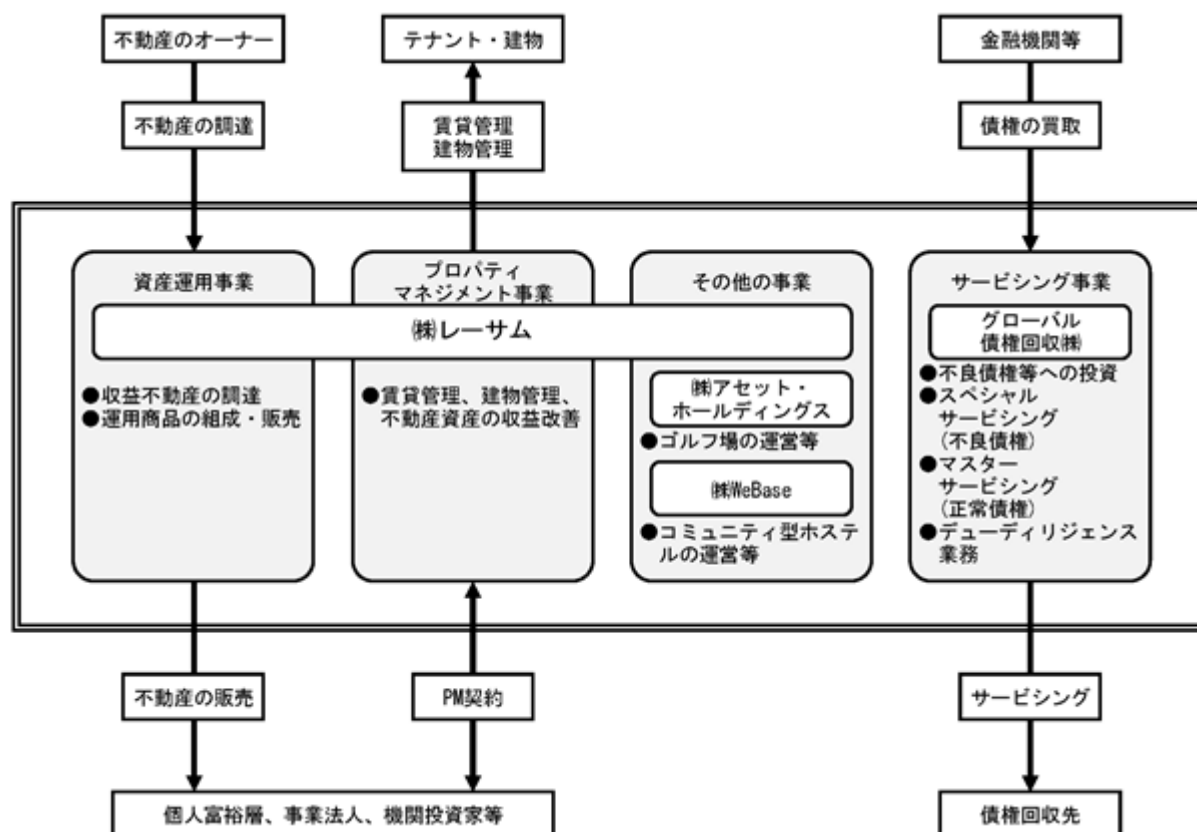 不動産のオーナー
テナント・建物
金融機関等
不動産の調達
賃貸管理
建物管理
債権の買取
資産運用事業
プロパティ
マネジメント事業
その他の事業
サービシング事業
㈱レーサム
グローバル
債権回収㈱
●収益不動産の調達
●運用商品の組成・販売
●賃貸管理、建物管理、
不動産資産の収益改善
㈱アセット・
ホールディングス
●ゴルフ場の運営等
㈱WeBase
●コミュニティ型ホステ
ルの運営等
●不良債権等への投資
●スペシャル
サービシング
(不良債権)
●マスター
サービシング
(正常債権)
●デューディリジェンス
業務
不動産の販売
PM契約
サービシング
個人富裕層、事業法人、機関投資家等
債権回収先